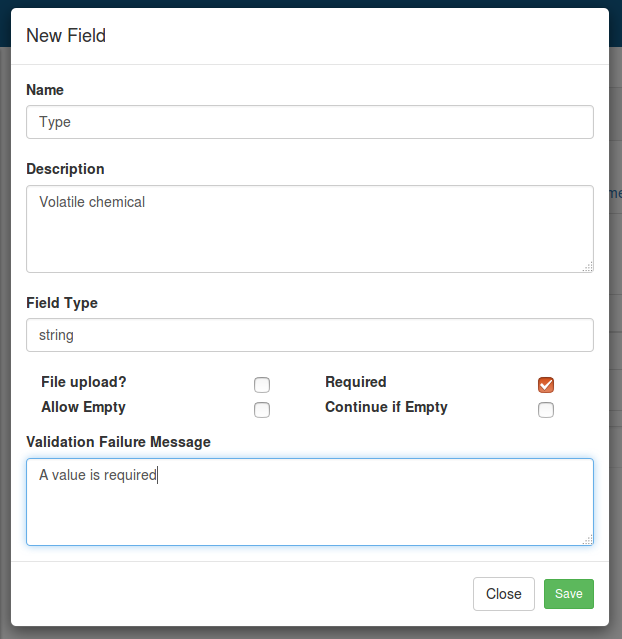 New Field
Name
Type
Description
Volatile chemical
Field Type
string
File upload? Required
Allow Empty Continue if Empty
Validation Failure Message
A value is required
Close Save